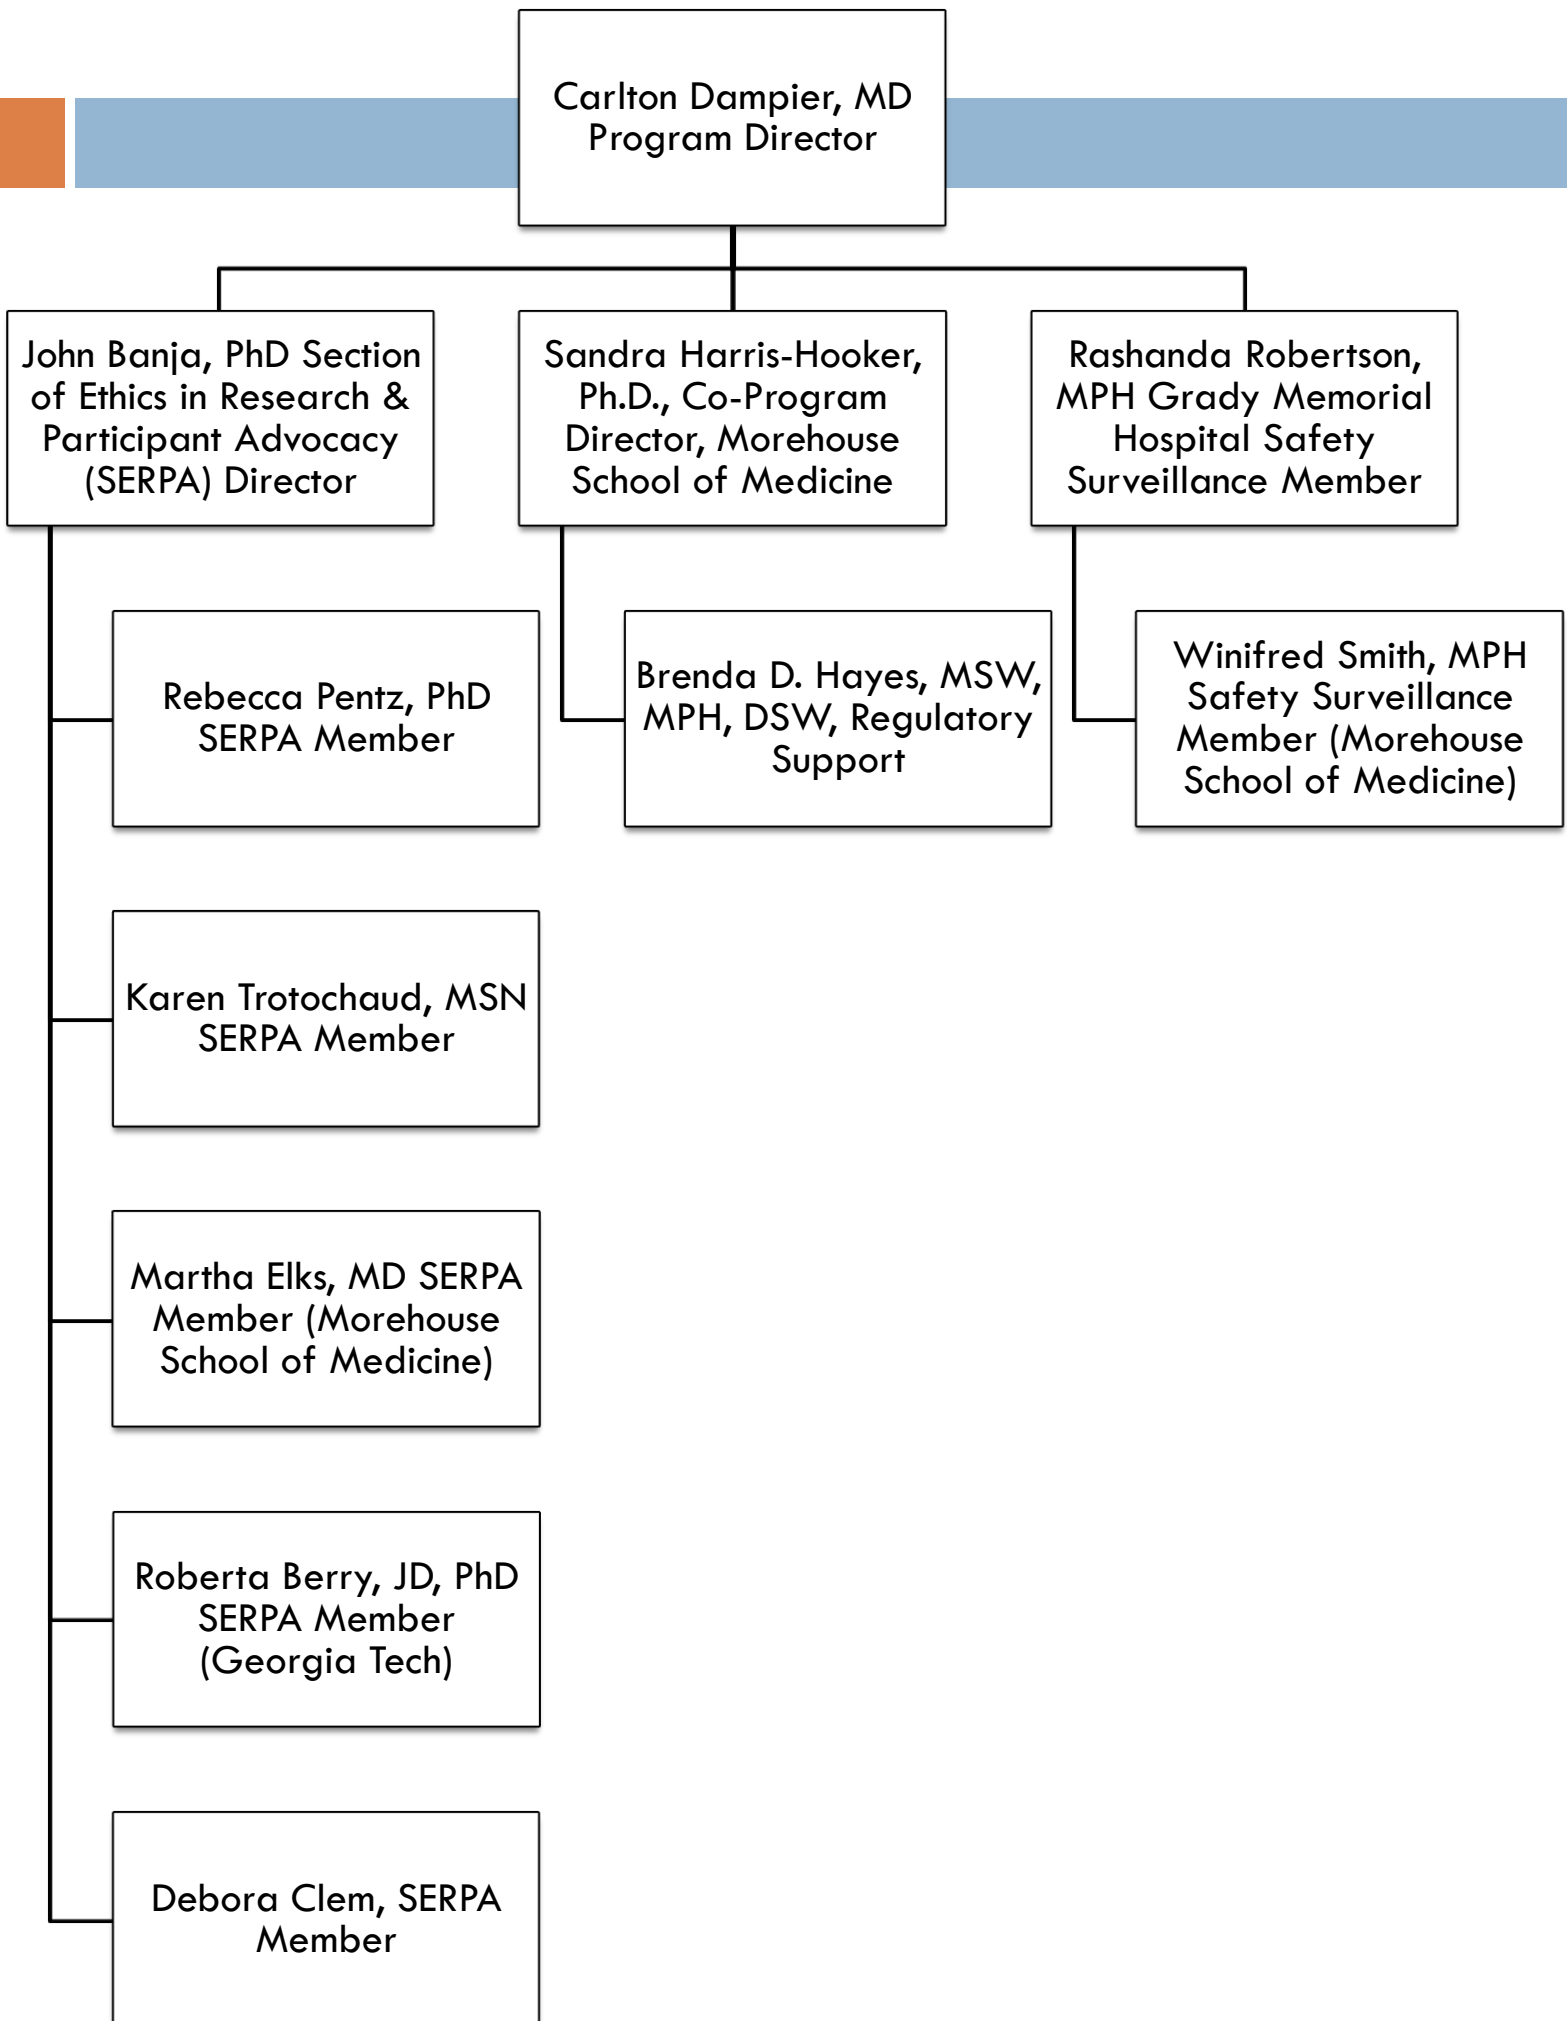 Carlton Dampier, MD
Program Director
John Banja, PhD Section
of Ethics in Research &
Participant Advocacy
(SERPA) Director
Sandra Harris-Hooker,
Ph.D., Co-Program
Director, Morehouse
School of Medicine
Rashanda Robertson,
MPH Grady Memorial
Hospital Safety
Surveillance Member
Rebecca Pentz, PhD
SERPA Member
Brenda D. Hayes, MSW,
MPH, DSW, Regulatory
Support
Winifred Smith, MPH
Safety Surveillance
Member (Morehouse
School of Medicine)
Karen Trotochaud, MSN
SERPA Member
Martha Elks, MD SERPA
Member (Morehouse
School of Medicine)
Roberta Berry, JD, PhD
SERPA Member
(Georgia Tech)
Debora Clem, SERPA
Member